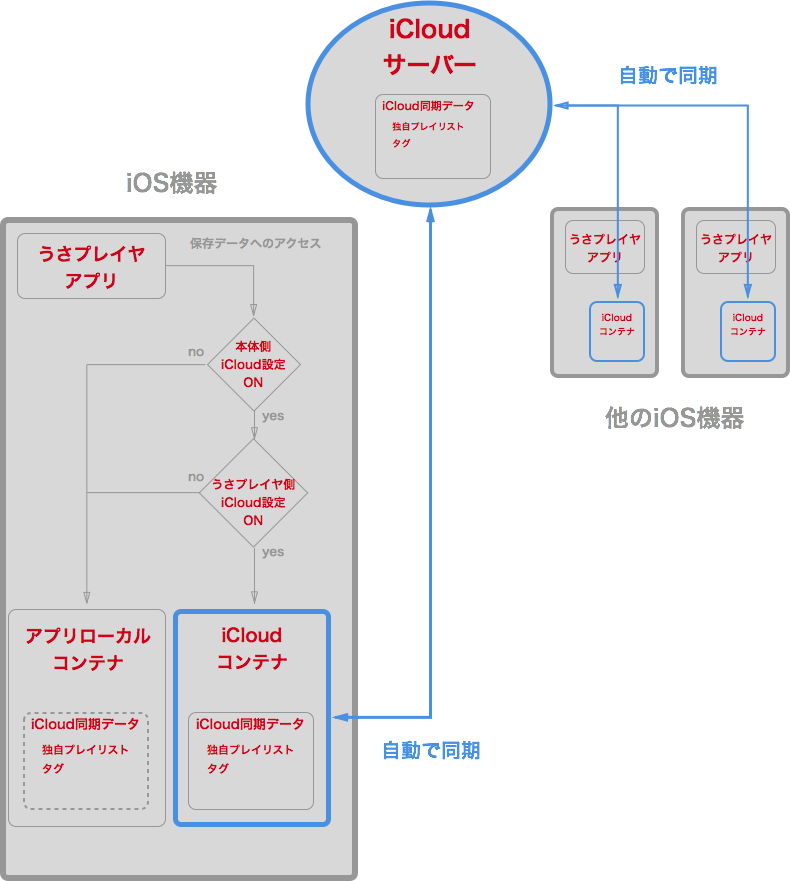 iCloud
サーバー
iCloud同期データ
独自プレイリスト
タグ
自動で同期
iOS機器
うさプレイヤ
アプリ
保存データへのアクセス
no
本体側
iCloud設定
ON
yes
no
うさプレイヤ側
iCloud設定
ON
yes
アプリローカル
コンテナ
iCloud同期データ
独自プレイリスト
タグ
iCloud
コンテナ
iCloud同期データ
独自プレイリスト
タグ
自動で同期
うさプレイヤ
アプリ
iCloud
コンテナ
うさプレイヤ
アプリ
iCloud
コンテナ
他のiOS機器